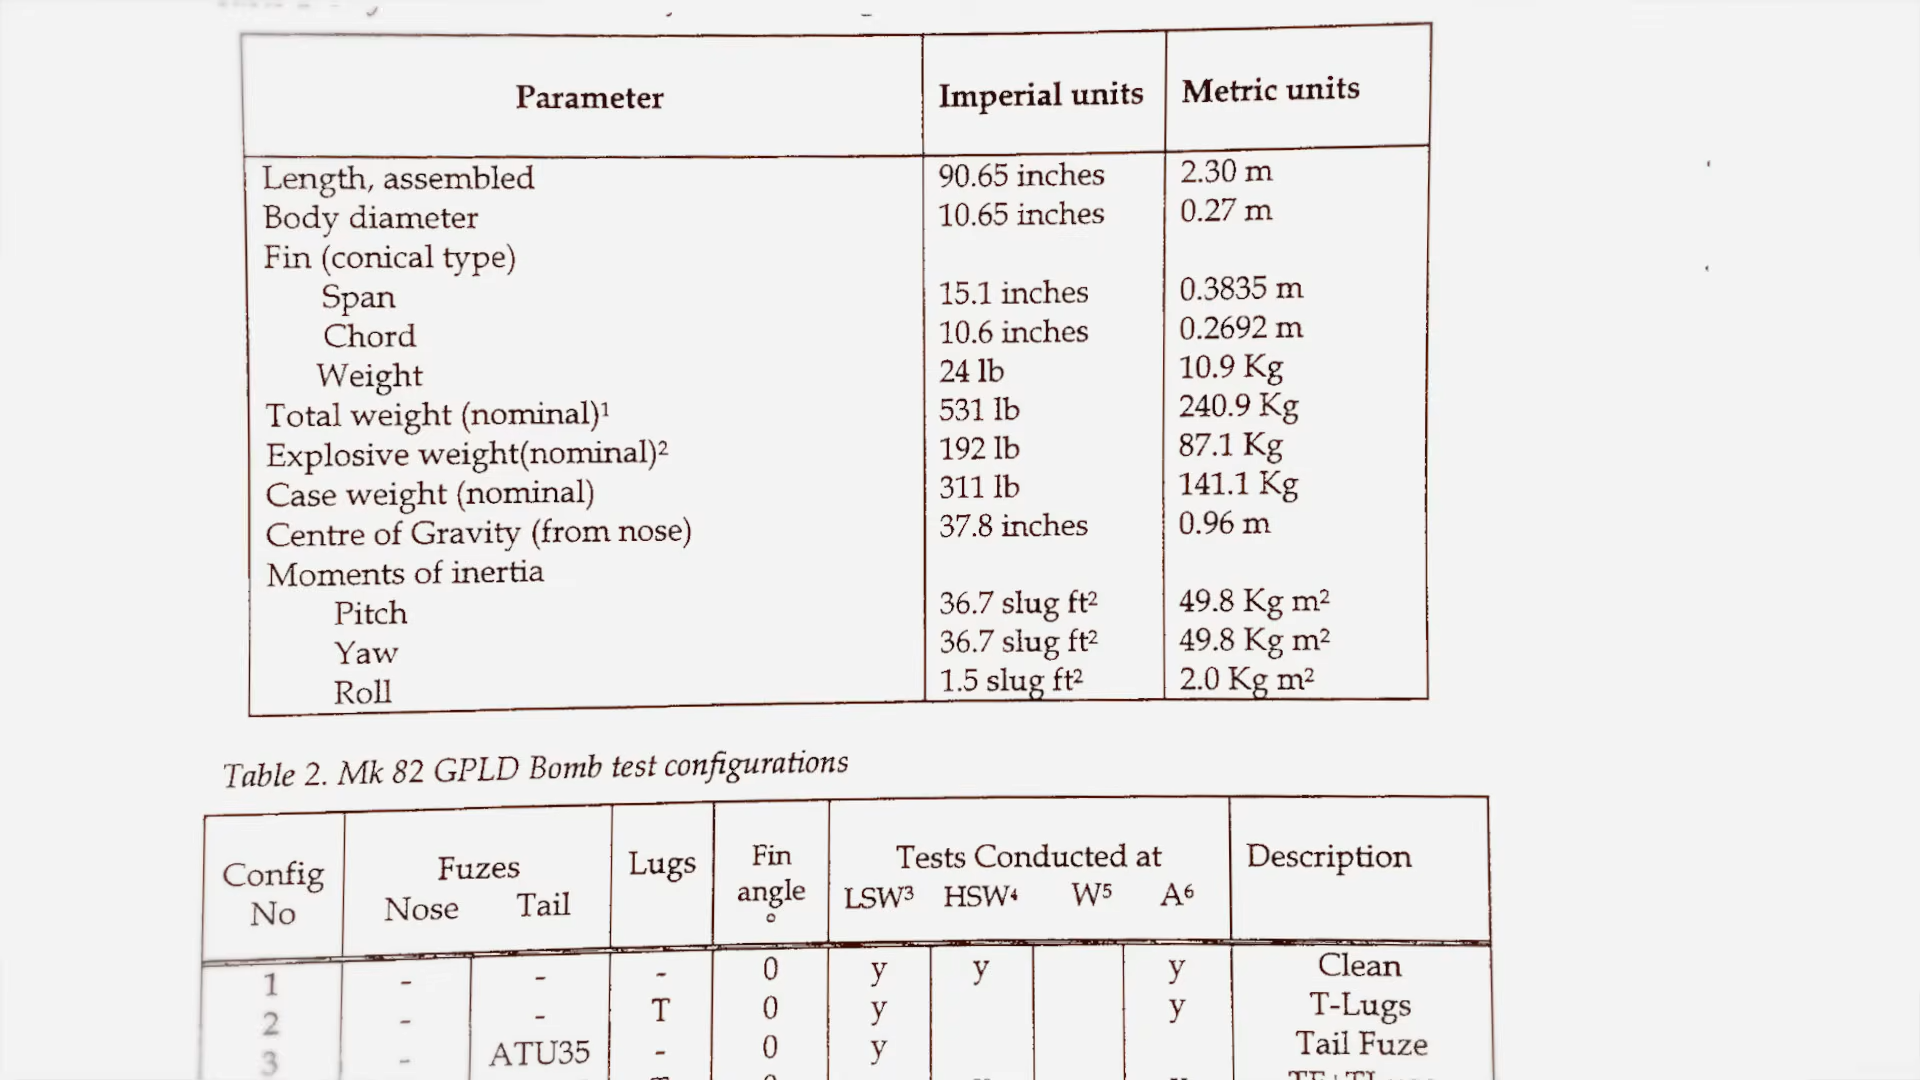 Parameter Imperial units Metric units
Length, assembled 90.65 inches 2.30 m
Body diameter 10.65 inches 0.27 m
Fin (conical type)
Span 15.1 inches 0.3835 m
Chord 10.6 inches 0.2692 m
Weight 24 lb 10.9 Kg
Total weight (nominal)¹ 531 lb 240.9 Kg
Explosive weight(nominal)² 192 lb 87.1 Kg
Case weight (nominal) 311 lb 141.1 Kg
Centre of Gravity (from nose) 37.8 inches 0.96 m
Moments of inertia
Pitch 36.7 slug ft² 49.8 Kg m²
Yaw 36.7 slug ft² 49.8 Kg m²
Roll 1.5 slug ft² 2.0 Kg m²
Table 2. Mk 82 GPLD Bomb test configurations
Config No Fuzes Lugs Fin angle ° Tests Conducted at Description
Nose Tail LSW³ HSW⁴ W⁵ A⁶
1 - - - 0 y y y Clean
2 - - T 0 y y T-Lugs
3 - ATU35 - 0 y Tail Fuze